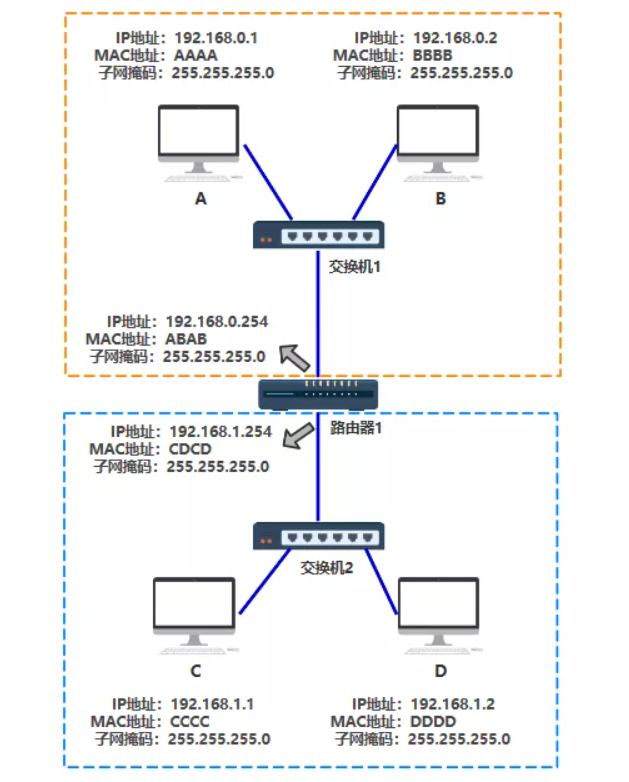 IP地址：192.168.0.1
MAC地址：AAAA
子网掩码：255.255.255.0
IP地址：192.168.0.2
MAC地址：BBBB
子网掩码：255.255.255.0
A
B
交换机1
IP地址：192.168.0.254
MAC地址：ABAB
子网掩码：255.255.255.0
路由器1
IP地址：192.168.1.254
MAC地址：CDCD
子网掩码：255.255.255.0
交换机2
C
D
IP地址：192.168.1.1
MAC地址：CCCC
子网掩码：255.255.255.0
IP地址：192.168.1.2
MAC地址：DDDD
子网掩码：255.255.255.0